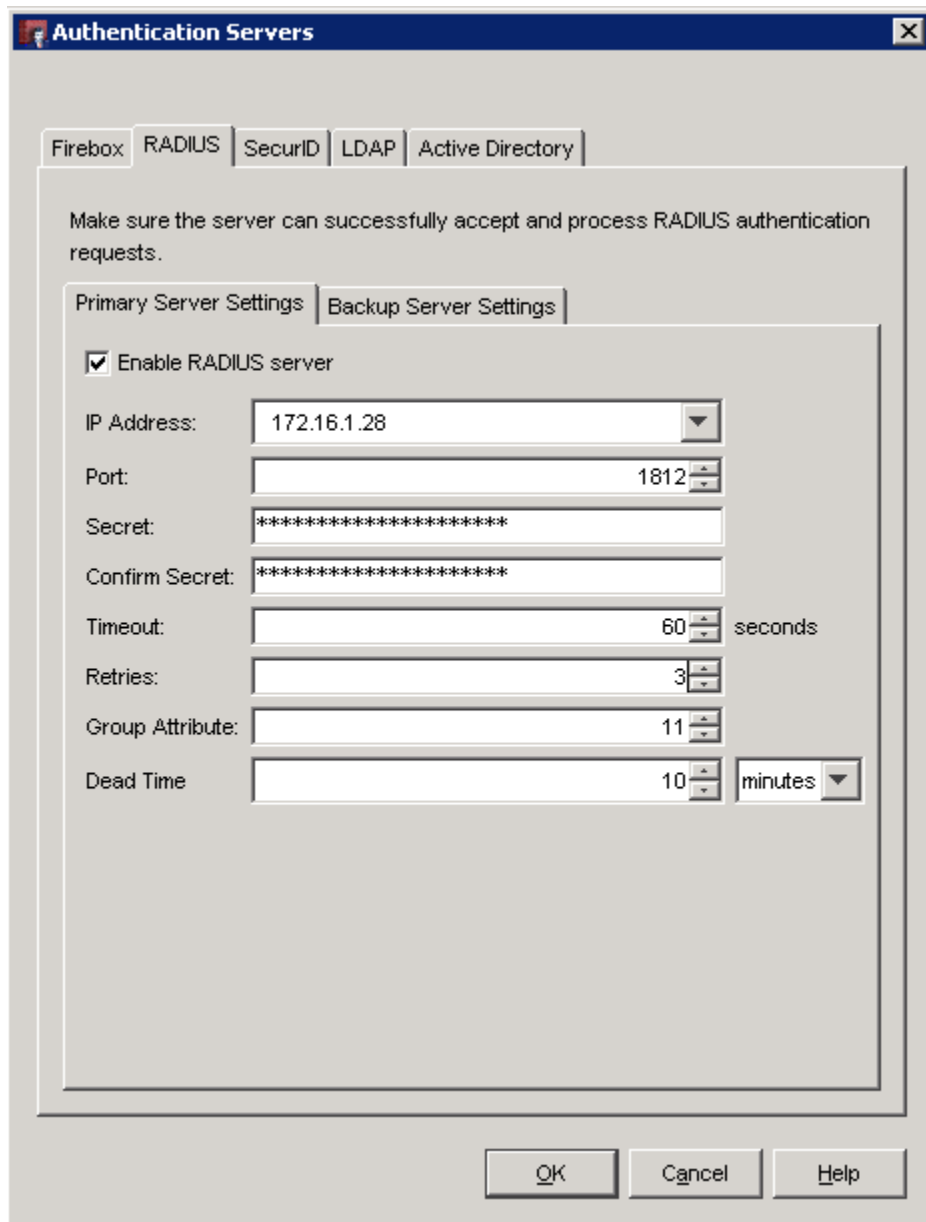 Authentication Servers
Firebox RADIUS SecurID LDAP Active Directory
Make sure the server can successfully accept and process RADIUS authentication
requests.
Primary Server Settings Backup Server Settings
Enable RADIUS server
IP Address: 172.16.1.28
Port: 1812
Secret: *********************
Confirm Secret: *********************
Timeout: 60 seconds
Retries: 3
Group Attribute: 11
Dead Time 10 minutes
OK Cancel Help